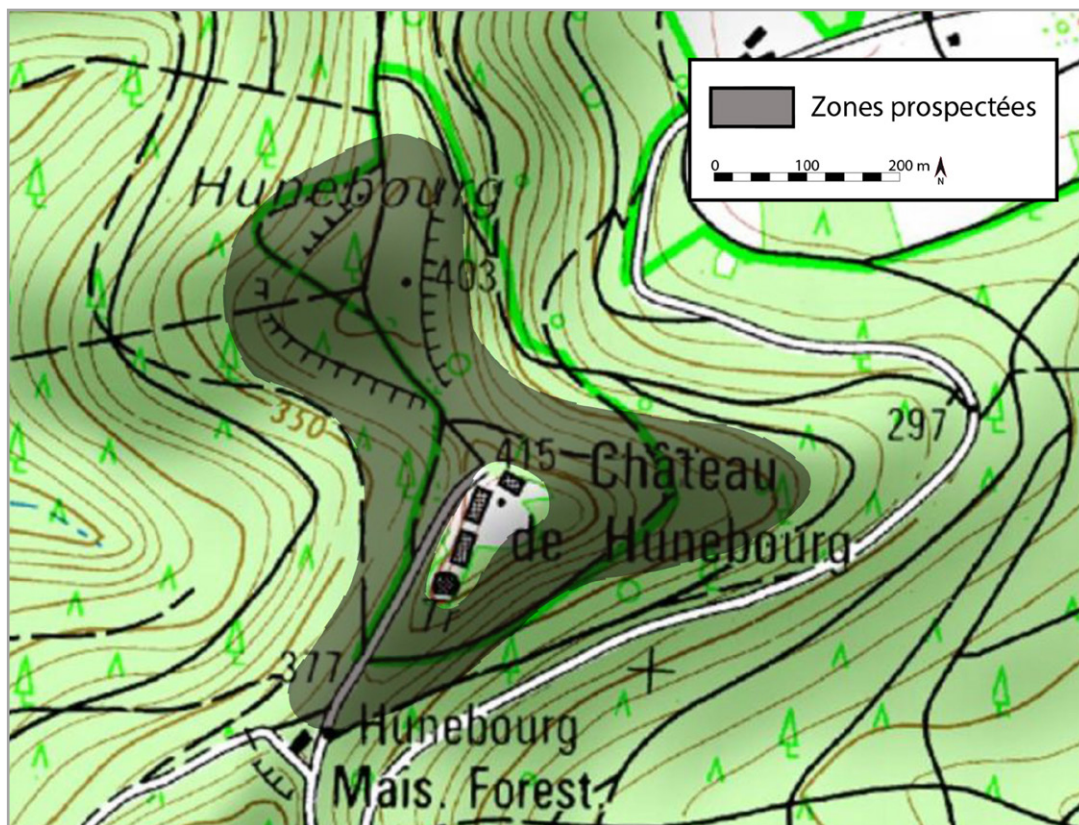 Zones prospectées
0 100 200 m
N
Hunebourg
403
330
297
415
Château
de Hunebourg
377
Hunebourg
Mais. Forest.